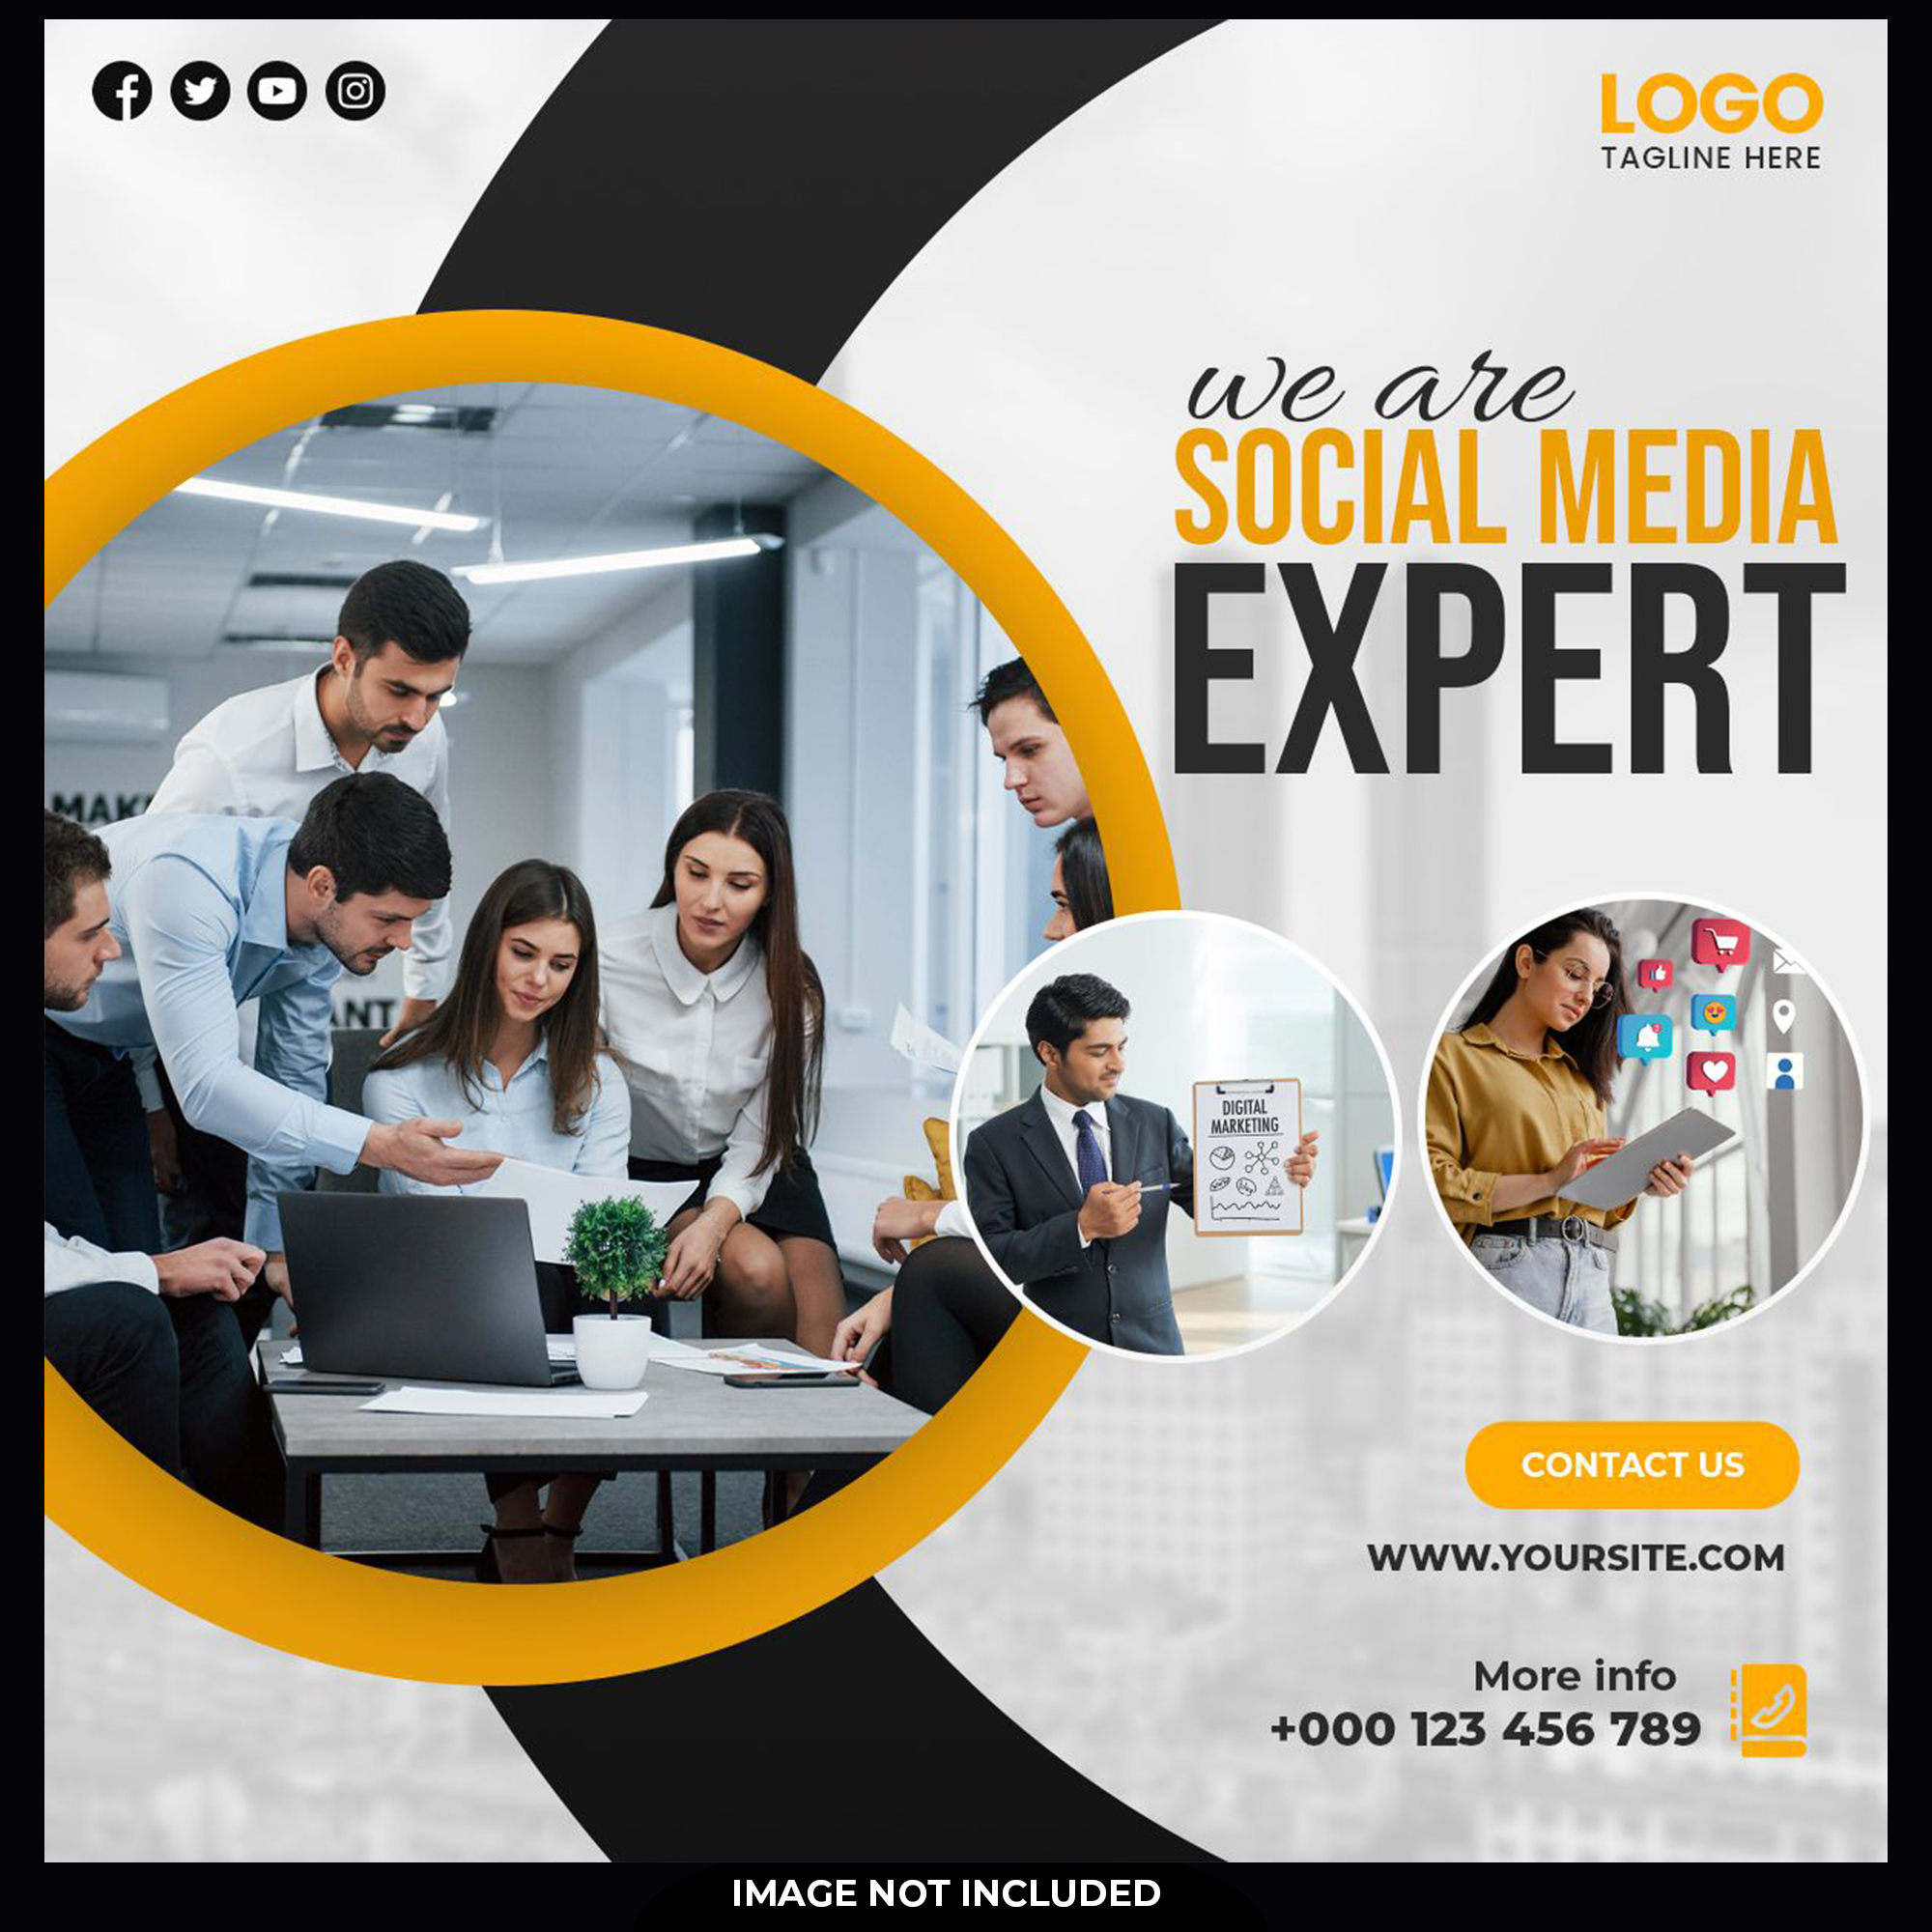 LOGO
TAGLINE HERE
we are
SOCIAL MEDIA
EXPERT
DIGITAL
MARKETING
CONTACT US
WWW.YOURSITE.COM
More info
+000 123 456 789
IMAGE NOT INCLUDED